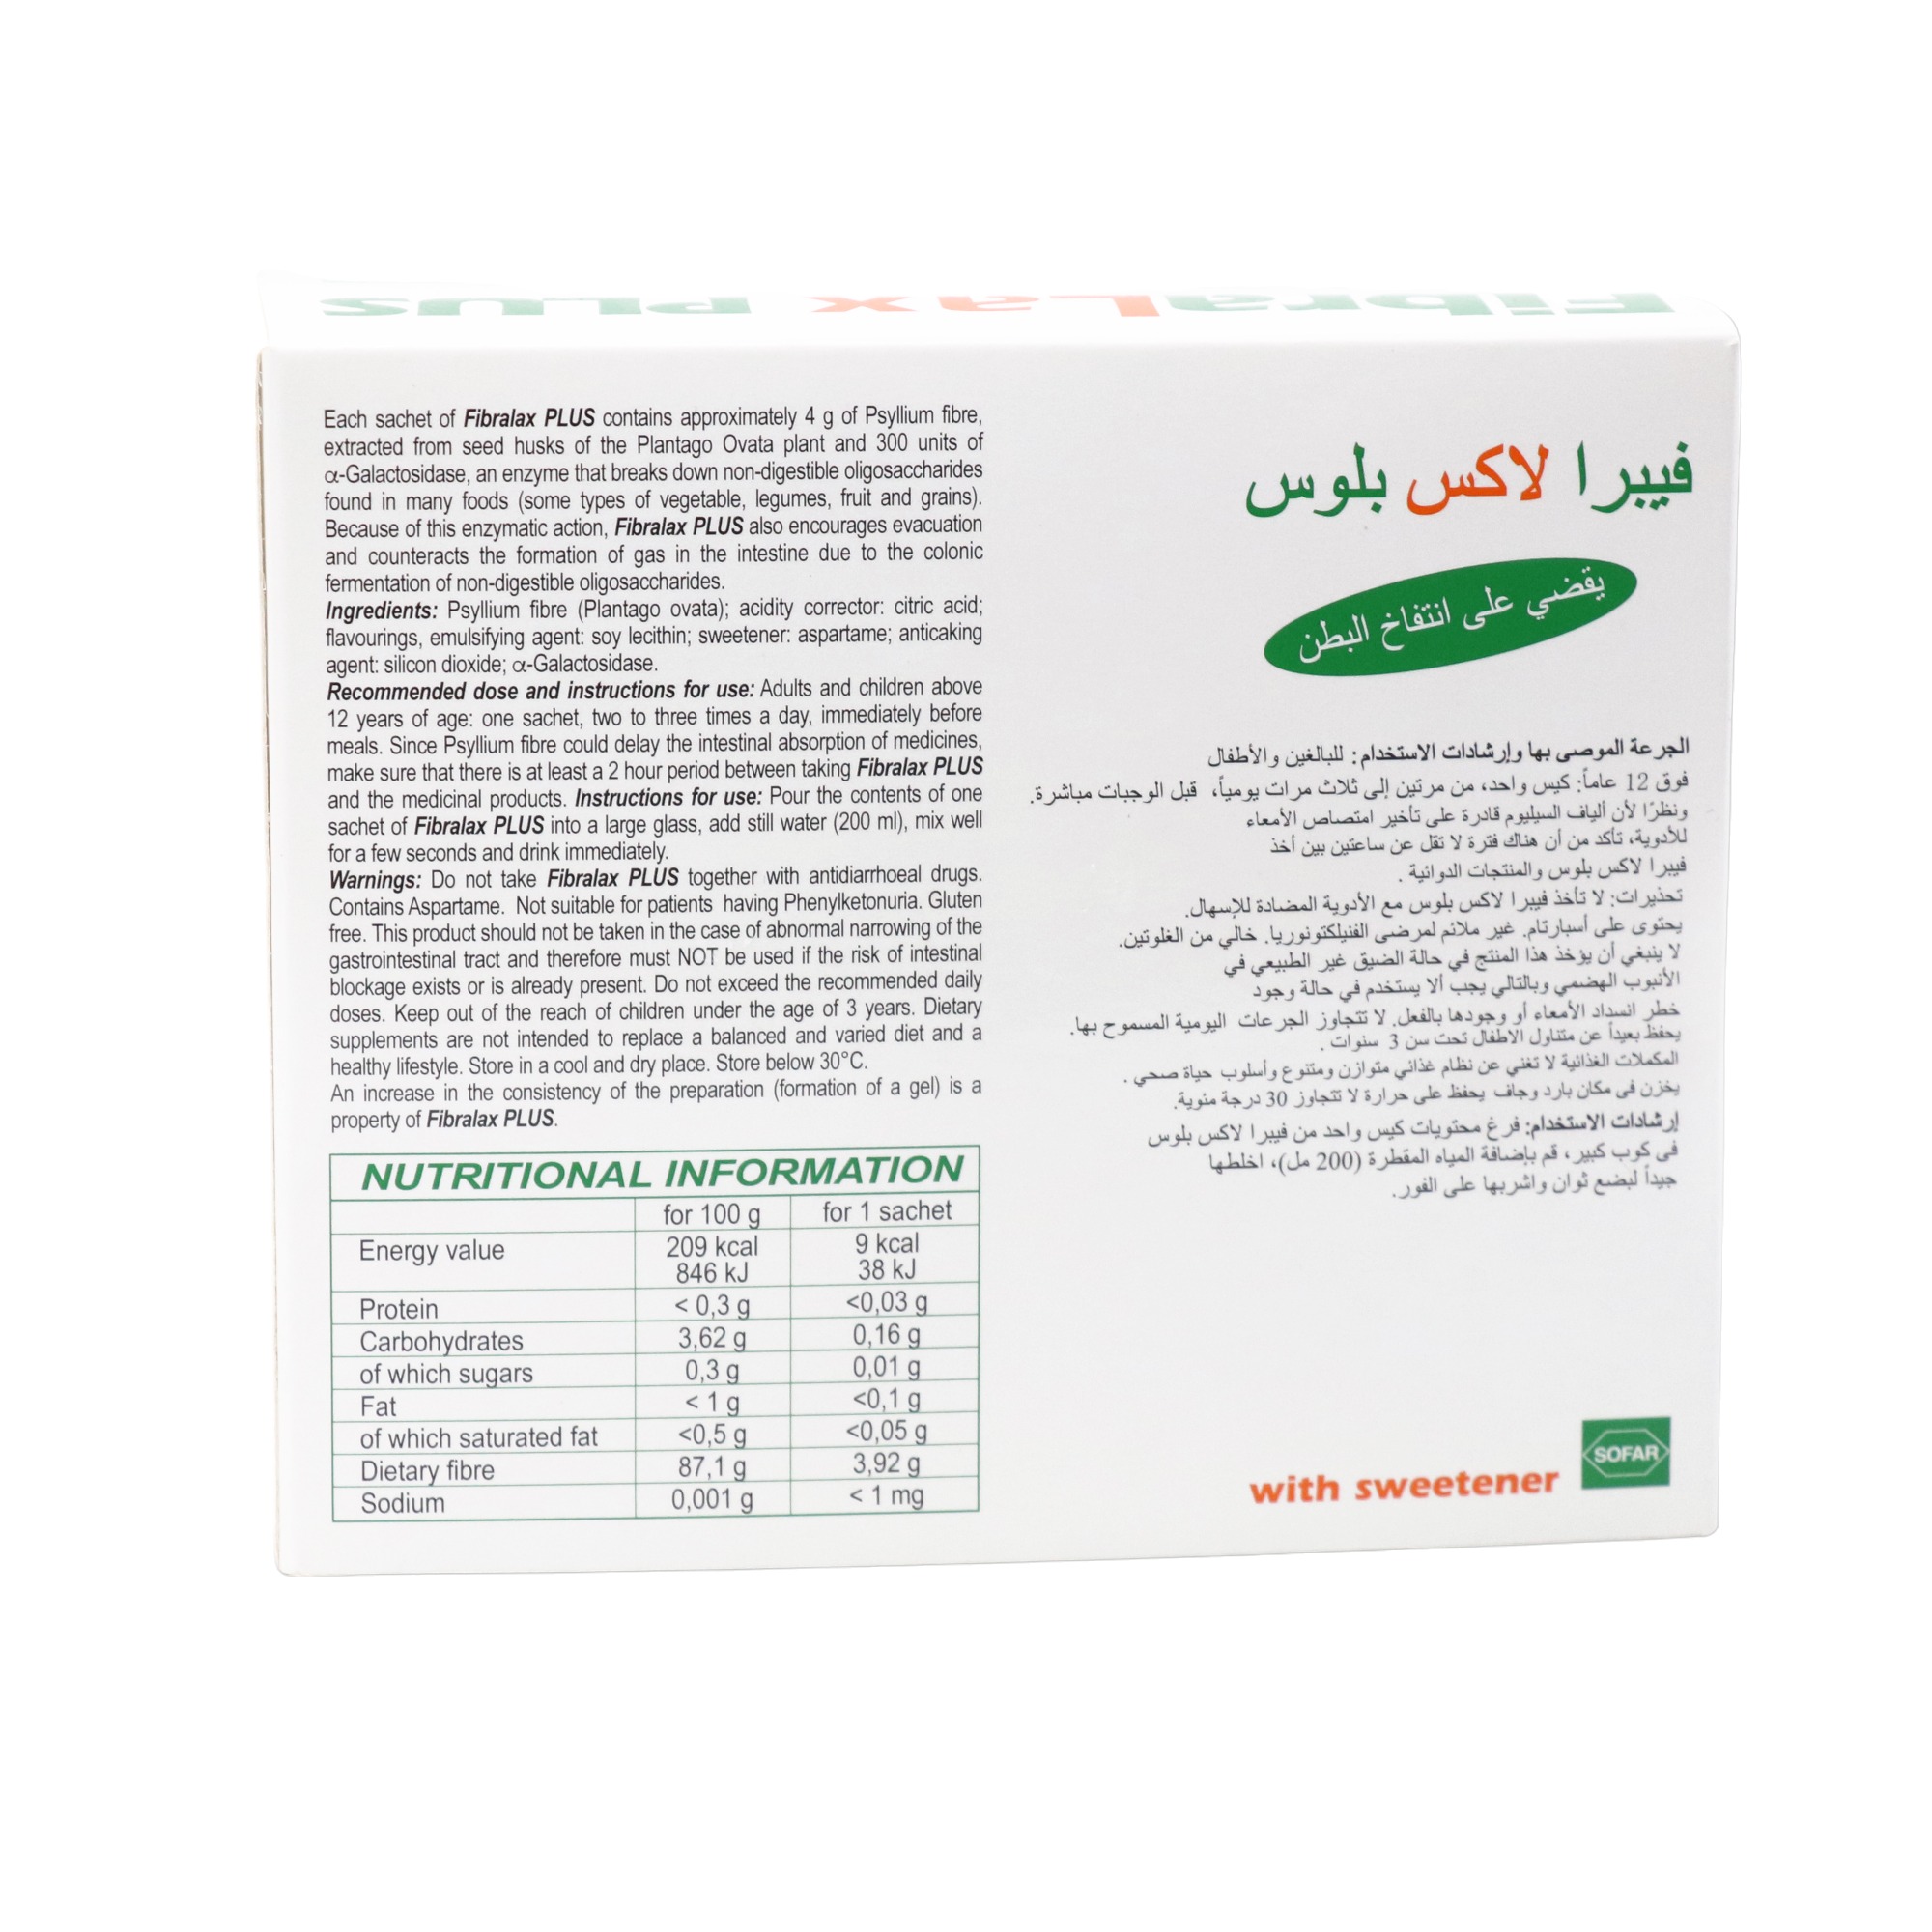 FibraLax PLUS
Each sachet of Fibralax PLUS contains approximately 4 g of Psyllium fibre,
extracted from seed husks of the Plantago Ovata plant and 300 units of
α-Galactosidase, an enzyme that breaks down non-digestible oligosaccharides
found in many foods (some types of vegetable, legumes, fruit and grains).
Because of this enzymatic action, Fibralax PLUS also encourages evacuation
and counteracts the formation of gas in the intestine due to the colonic
fermentation of non-digestible oligosaccharides.
Ingredients: Psyllium fibre (Plantago ovata); acidity corrector: citric acid;
flavourings, emulsifying agent: soy lecithin; sweetener: aspartame; anticaking
agent: silicon dioxide; α-Galactosidase.
Recommended dose and instructions for use: Adults and children above
12 years of age: one sachet, two to three times a day, immediately before
meals. Since Psyllium fibre could delay the intestinal absorption of medicines,
make sure that there is at least a 2 hour period between taking Fibralax PLUS
and the medicinal products. Instructions for use: Pour the contents of one
sachet of Fibralax PLUS into a large glass, add still water (200 ml), mix well
for a few seconds and drink immediately.
Warnings: Do not take Fibralax PLUS together with antidiarrhoeal drugs.
Contains Aspartame. Not suitable for patients having Phenylketonuria. Gluten
free. This product should not be taken in the case of abnormal narrowing of the
gastrointestinal tract and therefore must NOT be used if the risk of intestinal
blockage exists or is already present. Do not exceed the recommended daily
doses. Keep out of the reach of children under the age of 3 years. Dietary
supplements are not intended to replace a balanced and varied diet and a
healthy lifestyle. Store in a cool and dry place. Store below 30°C.
An increase in the consistency of the preparation (formation of a gel) is a
property of Fibralax PLUS.
NUTRITIONAL INFORMATION
for 100 g for 1 sachet
Energy value 209 kcal 9 kcal
846 kJ 38 kJ
Protein < 0,3 g <0,03 g
Carbohydrates 3,62 g 0,16 g
of which sugars 0,3 g 0,01 g
Fat < 1 g <0,1 g
of which saturated fat <0,5 g <0,05 g
Dietary fibre 87,1 g 3,92 g
Sodium 0,001 g < 1 mg
فيبرا لاكس بلوس
يقضي على انتفاخ البطن
الجرعة الموصى بها وإرشادات الاستخدام: للبالغين والأطفال
فوق 12 عاماً: كيس واحد، من مرتين إلى ثلاث مرات يومياً، قبل الوجبات مباشرة.
ونظرًا لأن ألياف السيليوم قادرة على تأخير امتصاص الأمعاء
للأدوية، تأكد من أن هناك فترة لا تقل عن ساعتين بين أخذ
فيبرا لاكس بلوس والمنتجات الدوائية .
تحذيرات: لا تأخذ فيبرا لاكس بلوس مع الأدوية المضادة للإسهال.
يحتوى على أسبارتام. غير ملائم لمرضى الفنيلكتونوريا. خالي من الغلوتين.
لا ينبغي أن يؤخذ هذا المنتج في حالة الضيق غير الطبيعي في
الأنبوب الهضمي وبالتالي يجب ألا يستخدم في حالة وجود
خطر انسداد الأمعاء أو وجودها بالفعل. لا تتجاوز الجرعات اليومية المسموح بها.
يحفظ بعيداً عن متناول الاطفال تحت سن 3 سنوات .
المكملات الغذائية لا تغني عن نظام غذائي متوازن ومتنوع وأسلوب حياة صحي .
يخزن فى مكان بارد وجاف يحفظ على حرارة لا تتجاوز 30 درجة مئوية.
إرشادات الاستخدام: فرغ محتويات كيس واحد من فيبرا لاكس بلوس
فى كوب كبير، قم بإضافة المياه المقطرة (200 مل)، اخلطها
جيداً لبضع ثوان واشربها على الفور.
with sweetener
SOFAR